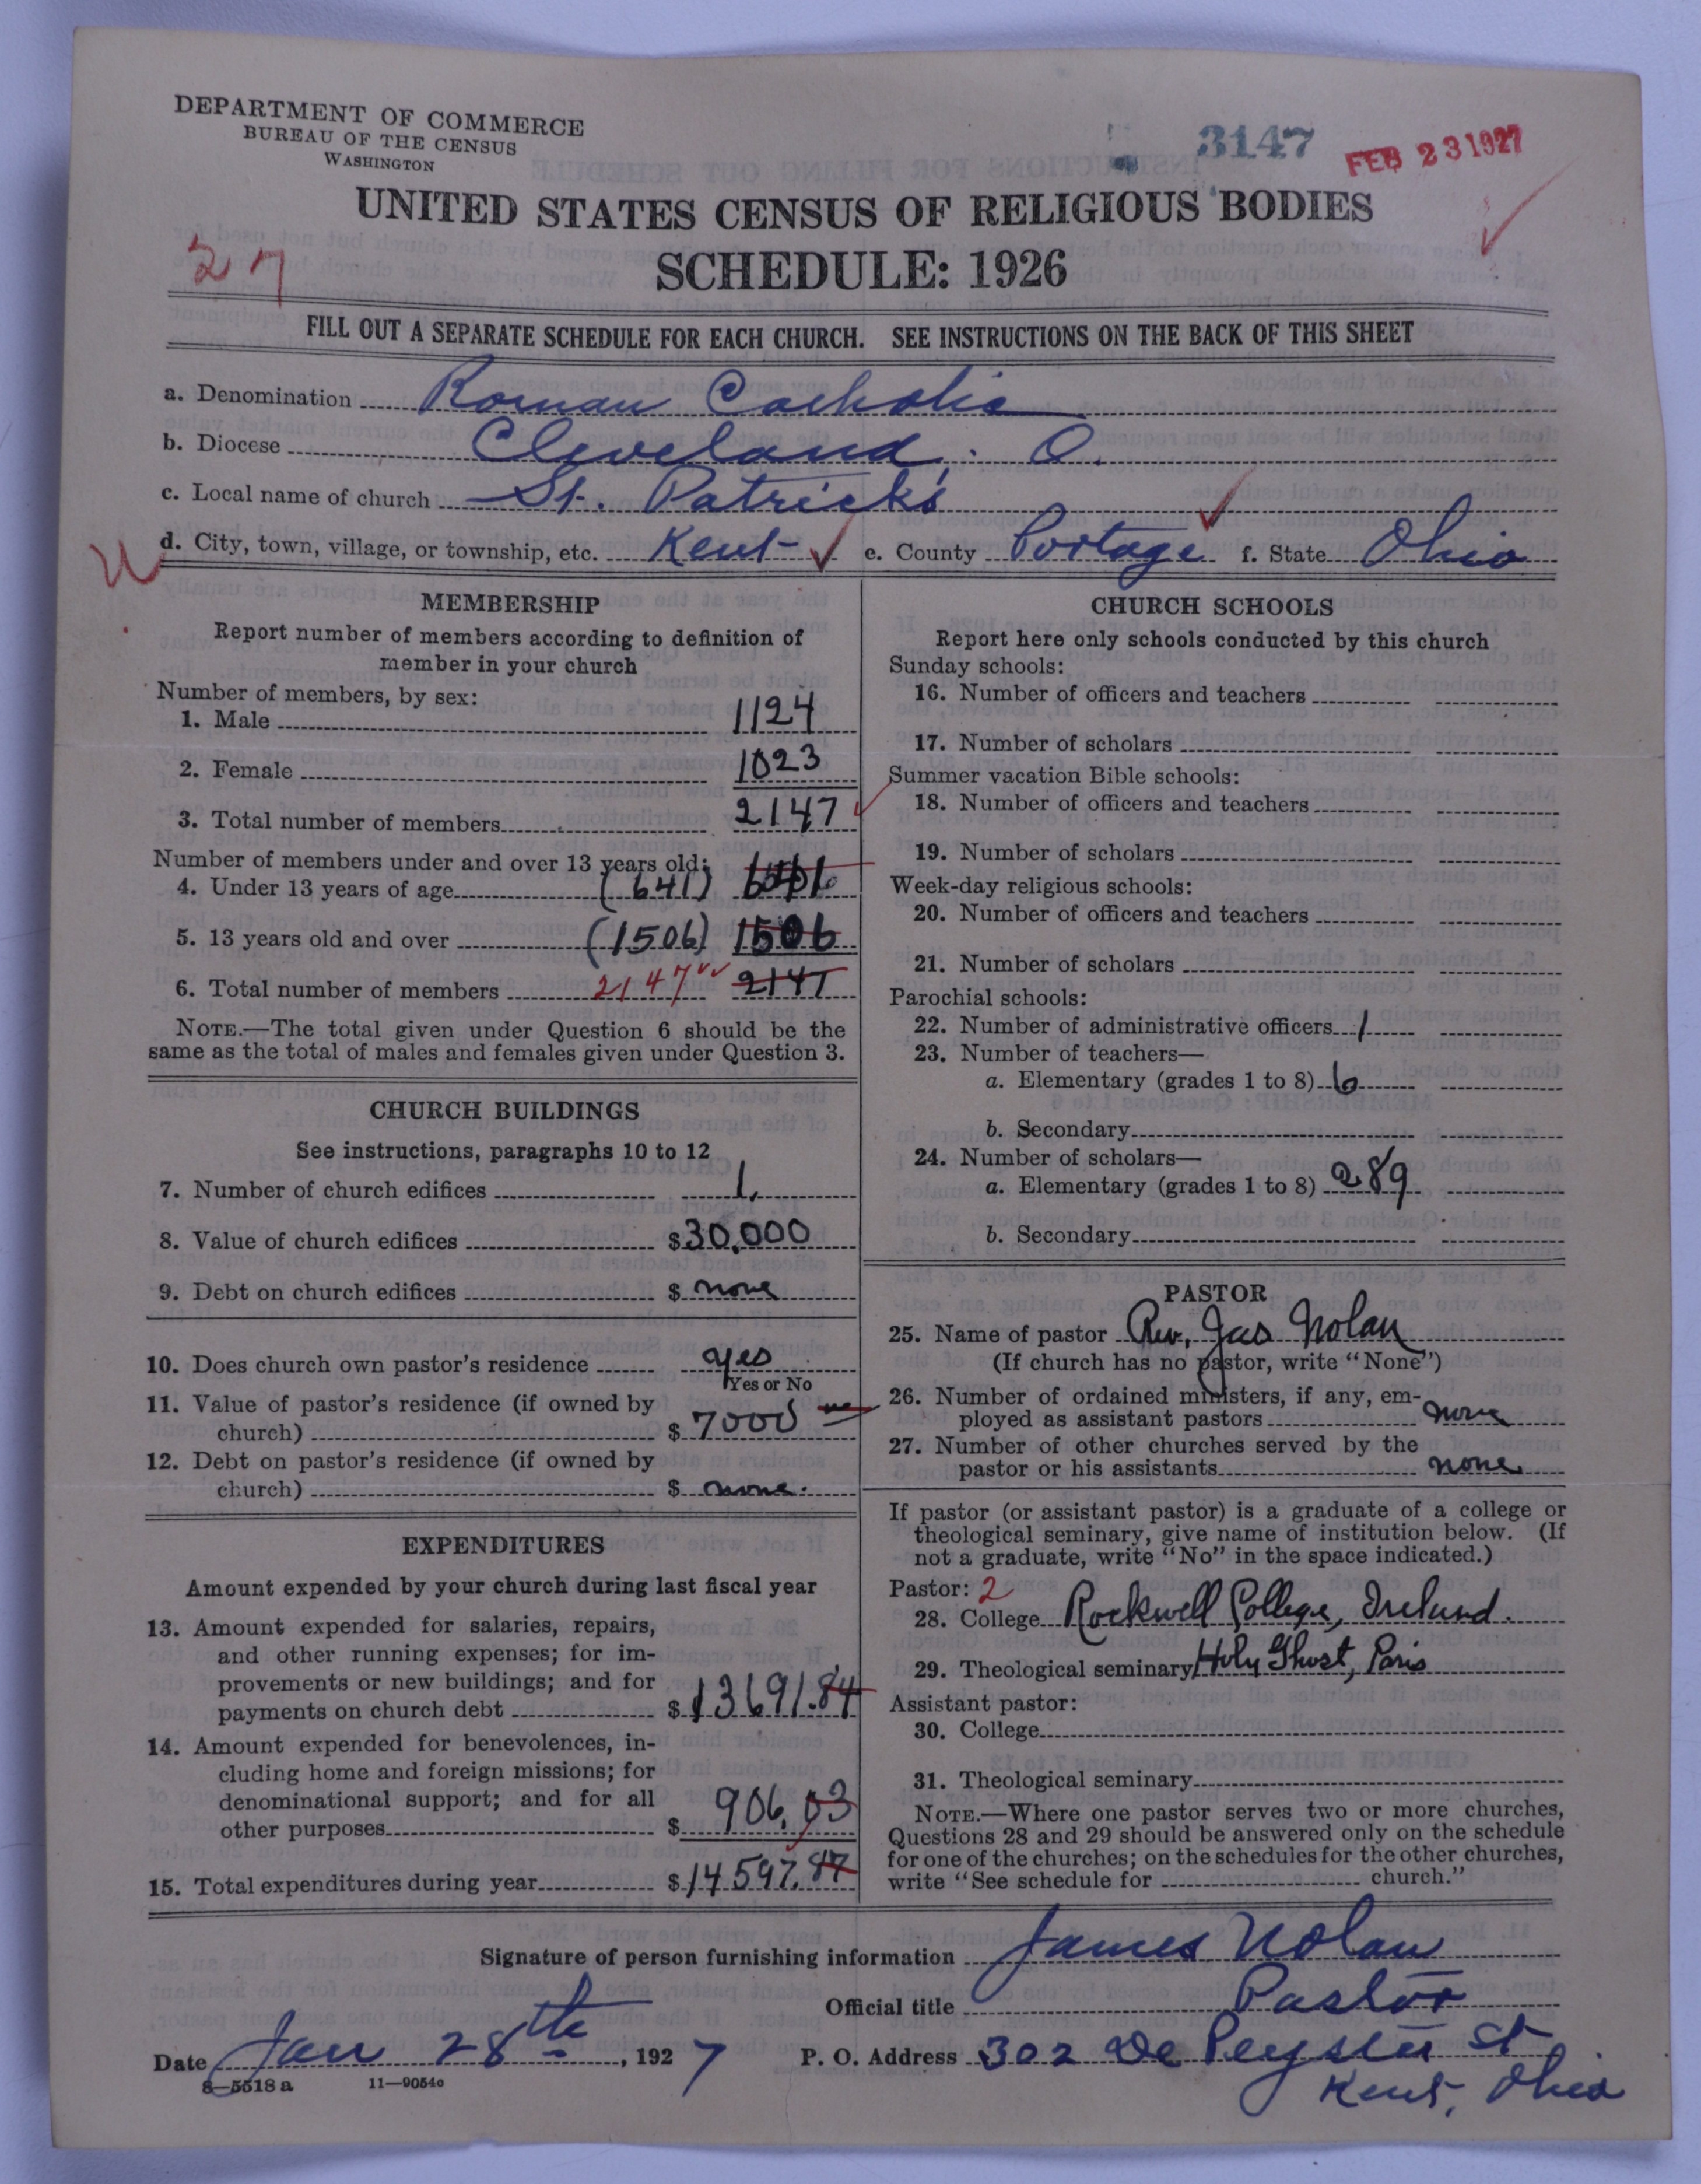 DEPARTMENT OF COMMERCE
BUREAU OF THE CENSUS
WASHINGTON
3147
FEB 23 1927
UNITED STATES CENSUS OF RELIGIOUS BODIES
27
SCHEDULE: 1926
FILL OUT A SEPARATE SCHEDULE FOR EACH CHURCH. SEE INSTRUCTIONS ON THE BACK OF THIS SHEET
a. Denomination Roman Catholic
b. Diocese Cleveland, O.
c. Local name of church St. Patrick's
d. City, town, village, or township, etc. Kent e. County Portage f. State Ohio
MEMBERSHIP
Report number of members according to definition of
member in your church
Number of members, by sex:
1. Male 1124
2. Female 1023
3. Total number of members 2147
Number of members under and over 13 years old:
4. Under 13 years of age (641)
5. 13 years old and over (1506) 1506
6. Total number of members 2147 2147
NOTE.—The total given under Question 6 should be the
same as the total of males and females given under Question 3.
CHURCH BUILDINGS
See instructions, paragraphs 10 to 12
7. Number of church edifices 1.
8. Value of church edifices $30,000
9. Debt on church edifices $ none
10. Does church own pastor's residence yes
Yes or No
11. Value of pastor's residence (if owned by
church) $ 7000
12. Debt on pastor's residence (if owned by
church) $ none.
EXPENDITURES
Amount expended by your church during last fiscal year
13. Amount expended for salaries, repairs,
and other running expenses; for im-
provements or new buildings; and for
payments on church debt $13691.84
14. Amount expended for benevolences, in-
cluding home and foreign missions; for
denominational support; and for all
other purposes $ 906.03
15. Total expenditures during year $14597.87
CHURCH SCHOOLS
Report here only schools conducted by this church
Sunday schools:
16. Number of officers and teachers
17. Number of scholars
Summer vacation Bible schools:
18. Number of officers and teachers
19. Number of scholars
Week-day religious schools:
20. Number of officers and teachers
21. Number of scholars
Parochial schools:
22. Number of administrative officers 1
23. Number of teachers—
a. Elementary (grades 1 to 8) 6
b. Secondary
24. Number of scholars—
a. Elementary (grades 1 to 8) 289
b. Secondary
PASTOR
25. Name of pastor Rev. Jas Nolan
(If church has no pastor, write "None")
26. Number of ordained ministers, if any, em-
ployed as assistant pastors none
27. Number of other churches served by the
pastor or his assistants none
If pastor (or assistant pastor) is a graduate of a college or
theological seminary, give name of institution below. (If
not a graduate, write "No" in the space indicated.)
Pastor: 2
28. College Rockwell College, Ireland.
29. Theological seminary Holy Ghost, Paris
Assistant pastor:
30. College
31. Theological seminary
NOTE.—Where one pastor serves two or more churches,
Questions 28 and 29 should be answered only on the schedule
for one of the churches; on the schedules for the other churches,
write "See schedule for church."
Signature of person furnishing information James Nolan
Official title Pastor
Date Jan 28th, 1927 P. O. Address 302 De Peyster St
Kent, Ohio
8—5518 a 11—9054c